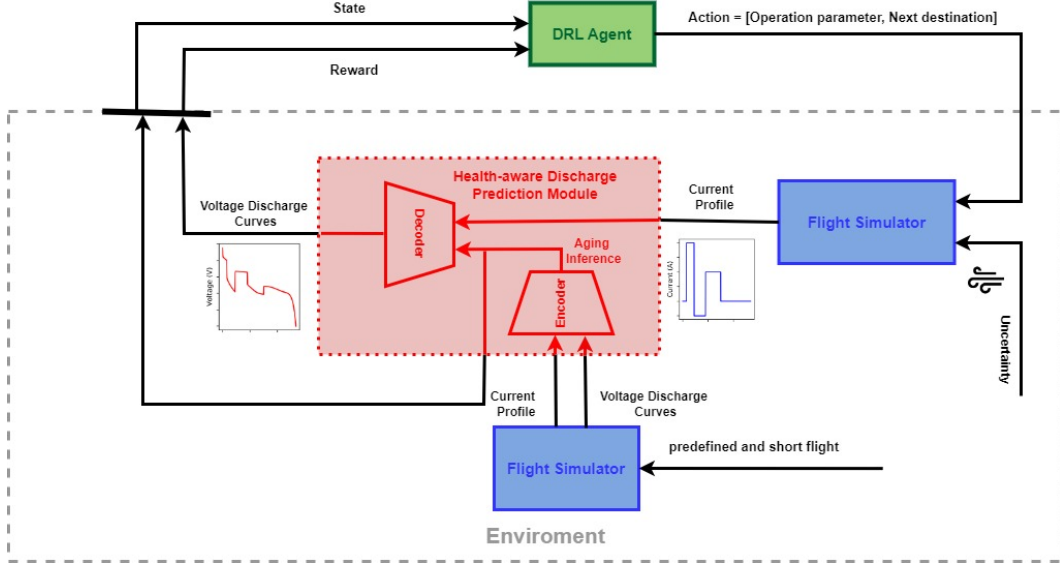 State
DRL Agent
Action = [Operation parameter, Next destination]
Reward
Health-aware Discharge
Prediction Module
Voltage Discharge
Curves
Decoder
Current
Profile
Flight Simulator
Aging
Inference
Voltage (V)
Current (A)
Encoder
Uncertainty
Current
Profile
Voltage Discharge
Curves
Flight Simulator
predefined and short flight
Enviroment